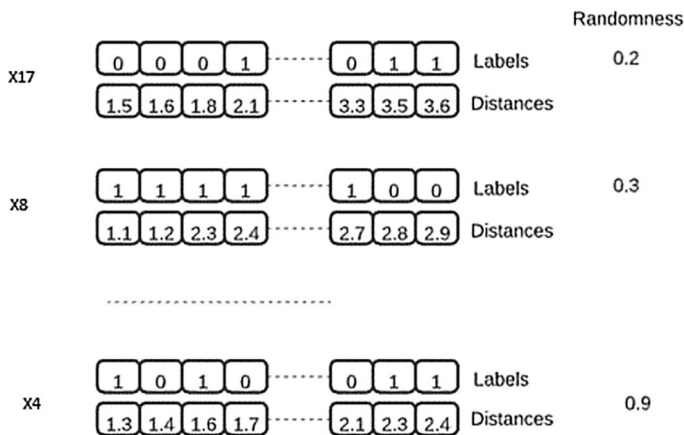 Randomness
0 0 0 1 0 1 1 Labels 0.2
X17
1.5 1.6 1.8 2.1 3.3 3.5 3.6 Distances
1 1 1 1 1 0 0 Labels 0.3
X8
1.1 1.2 2.3 2.4 2.7 2.8 2.9 Distances
1 0 1 0 0 1 1 Labels
X4 0.9
1.3 1.4 1.6 1.7 2.1 2.3 2.4 Distances